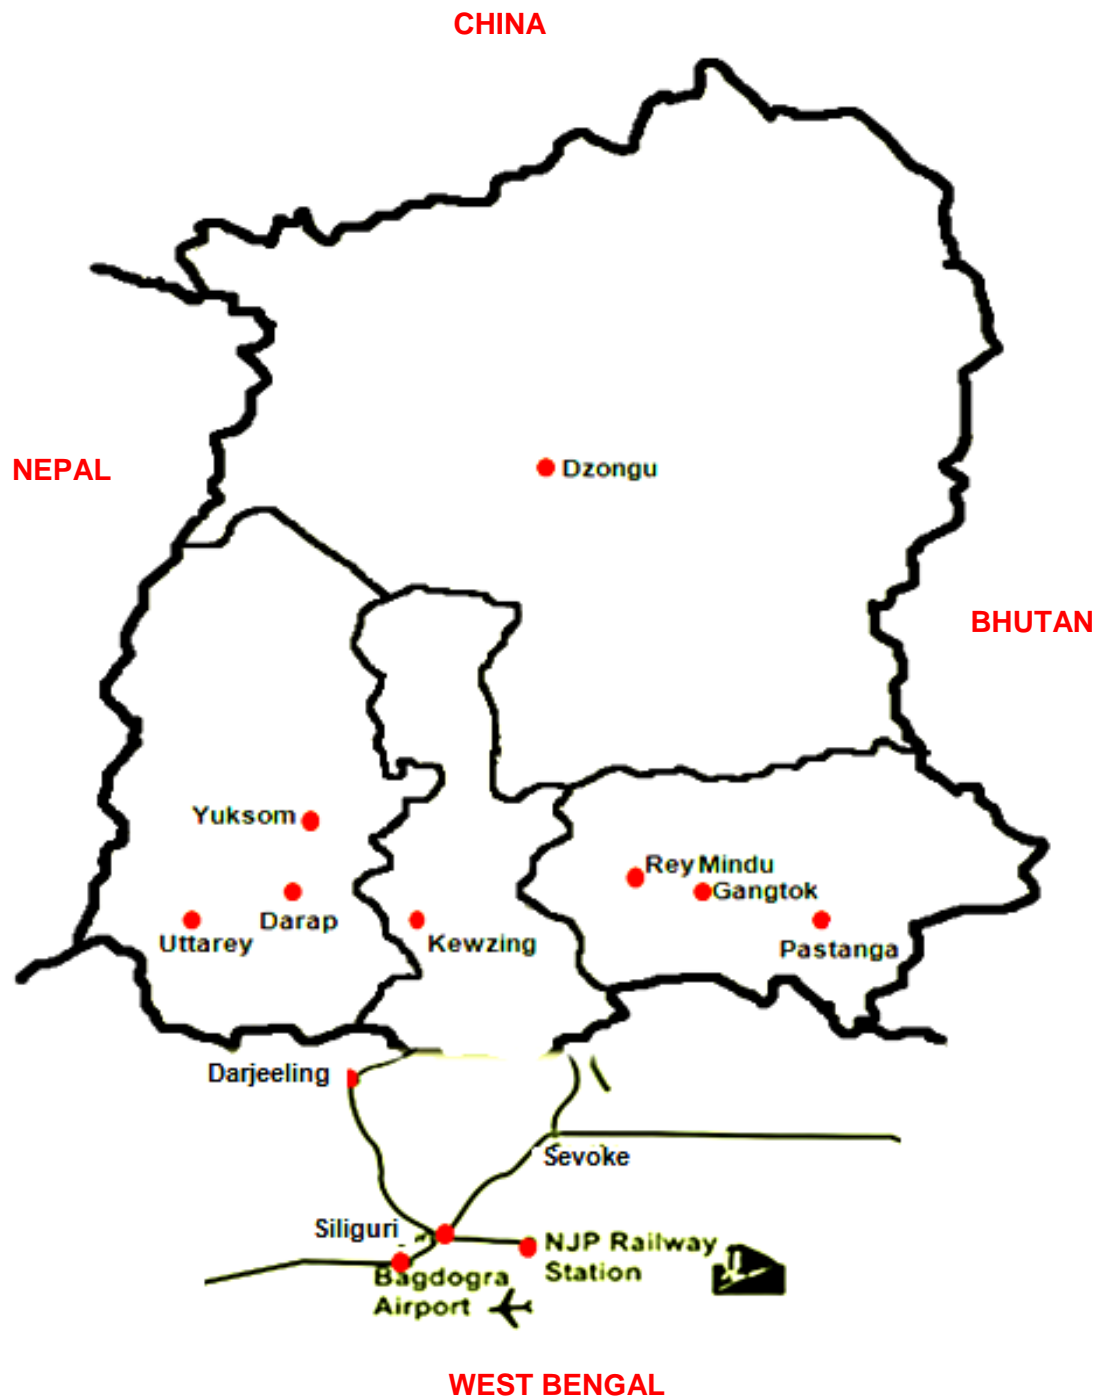 CHINA
NEPAL
Dzongu
BHUTAN
Yuksom
Rey Mindu
Gangtok
Darap
Uttarey
Kewzing
Pastanga
Darjeeling
Sevoke
Siliguri
NJP Railway
Station
Bagdogra
Airport
WEST BENGAL